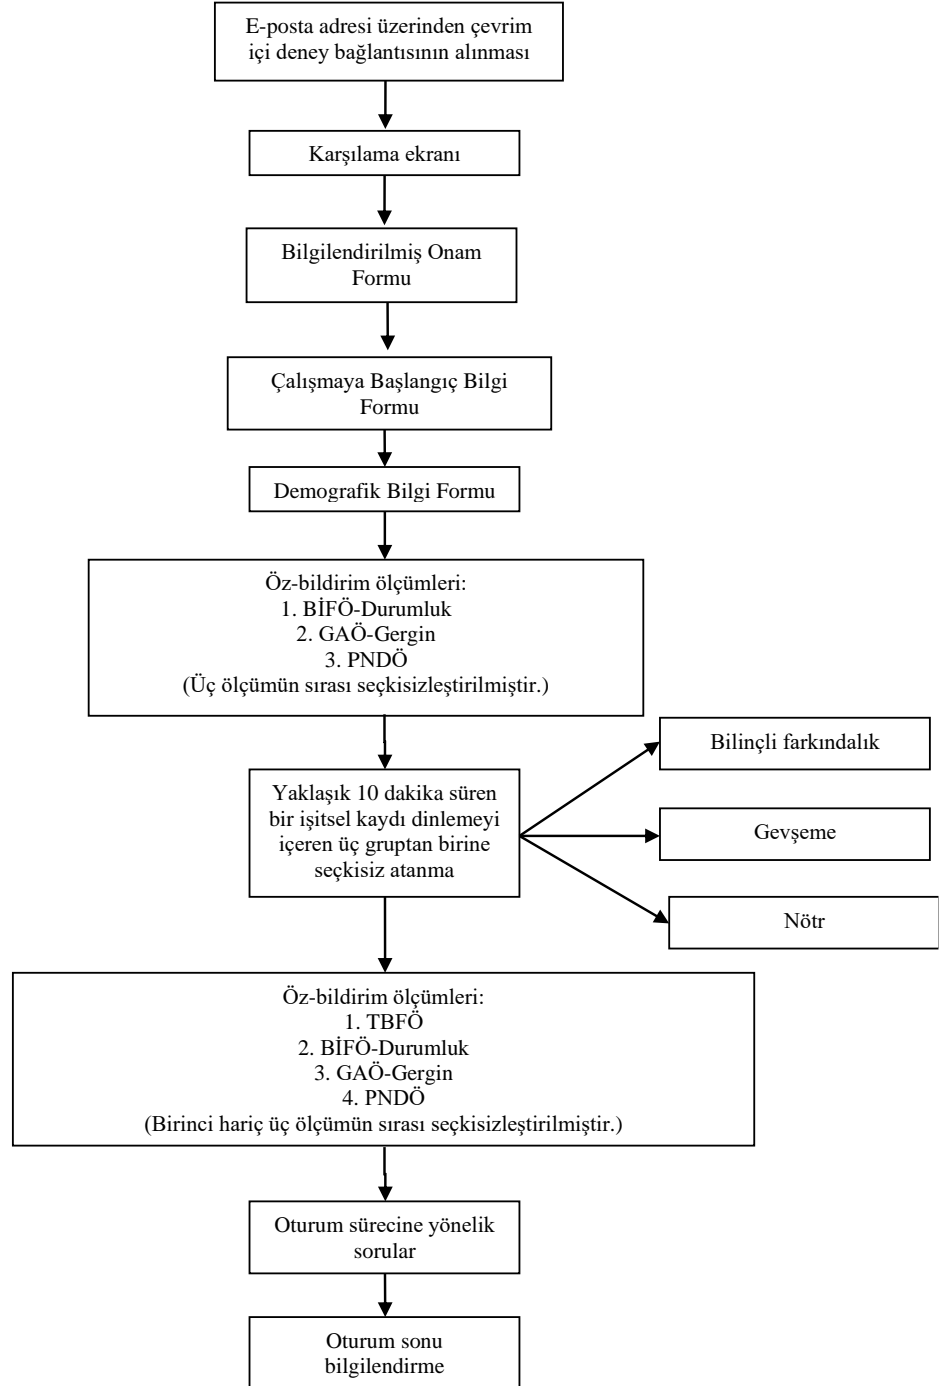 E-posta adresi üzerinden çevrim
içi deney bağlantısının alınması
Karşılama ekranı
Bilgilendirilmiş Onam
Formu
Çalışmaya Başlangıç Bilgi
Formu
Demografik Bilgi Formu
Öz-bildirim ölçümleri:
1. BİFÖ-Durumluk
2. GAÖ-Gergin
3. PNDÖ
(Üç ölçümün sırası seçkisizleştirilmiştir.)
Yaklaşık 10 dakika süren
bir işitsel kaydı dinlemeyi
içeren üç gruptan birine
seçkisiz atanma
Bilinçli farkındalık
Gevşeme
Nötr
Öz-bildirim ölçümleri:
1. TBFÖ
2. BİFÖ-Durumluk
3. GAÖ-Gergin
4. PNDÖ
(Birinci hariç üç ölçümün sırası seçkisizleştirilmiştir.)
Oturum sürecine yönelik
sorular
Oturum sonu
bilgilendirme